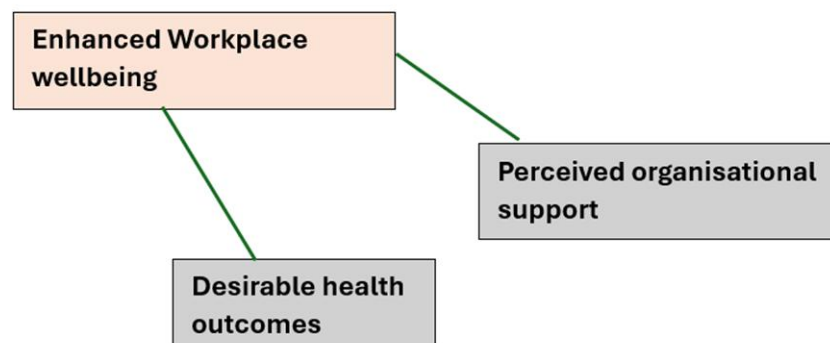 Enhanced Workplace
wellbeing
Perceived organisational
support
Desirable health
outcomes